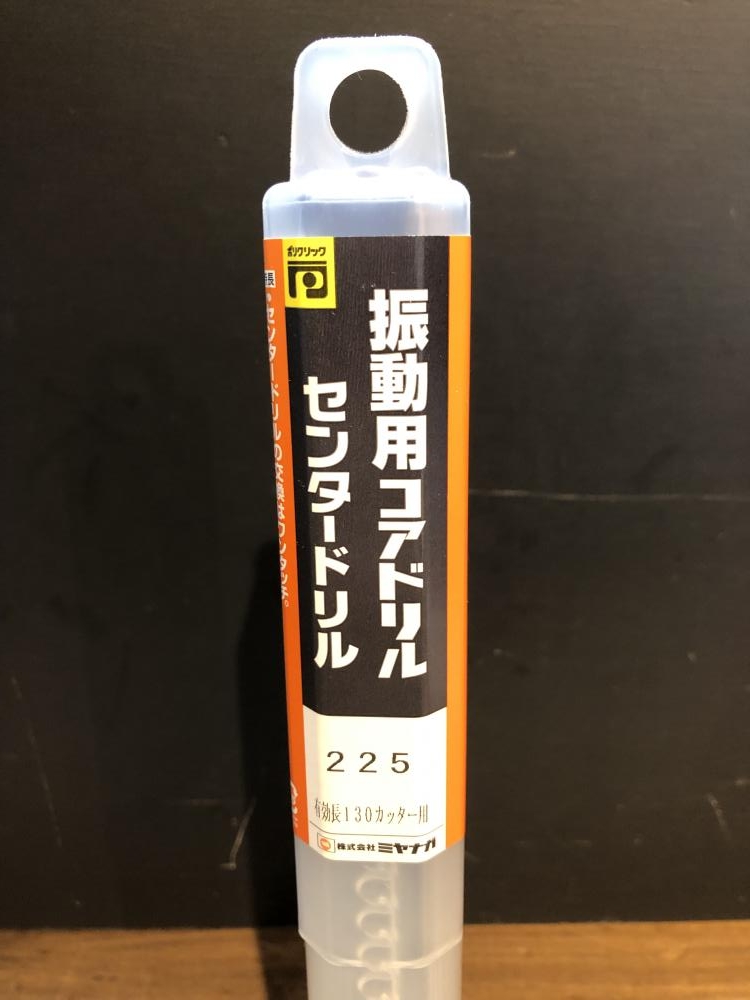 ポリクリック
振動用コアドリル
センタードリル
225
有効長130カッター用
株式会社ミヤナガ
センタードリルの交換はワンタッチ。